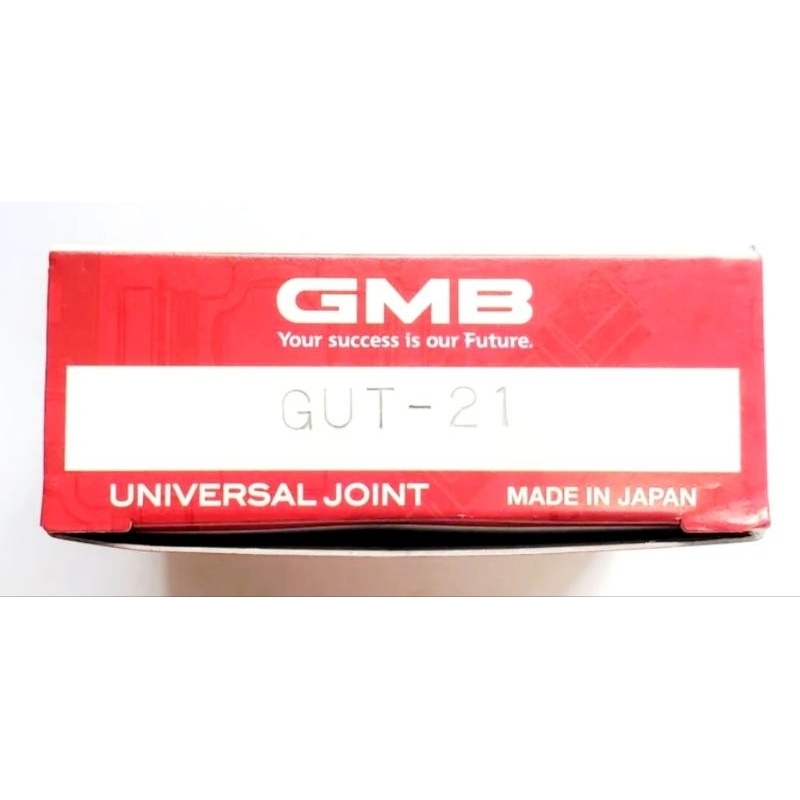 GMB
Your success is our Future.
GUT-21
UNIVERSAL JOINT MADE IN JAPAN